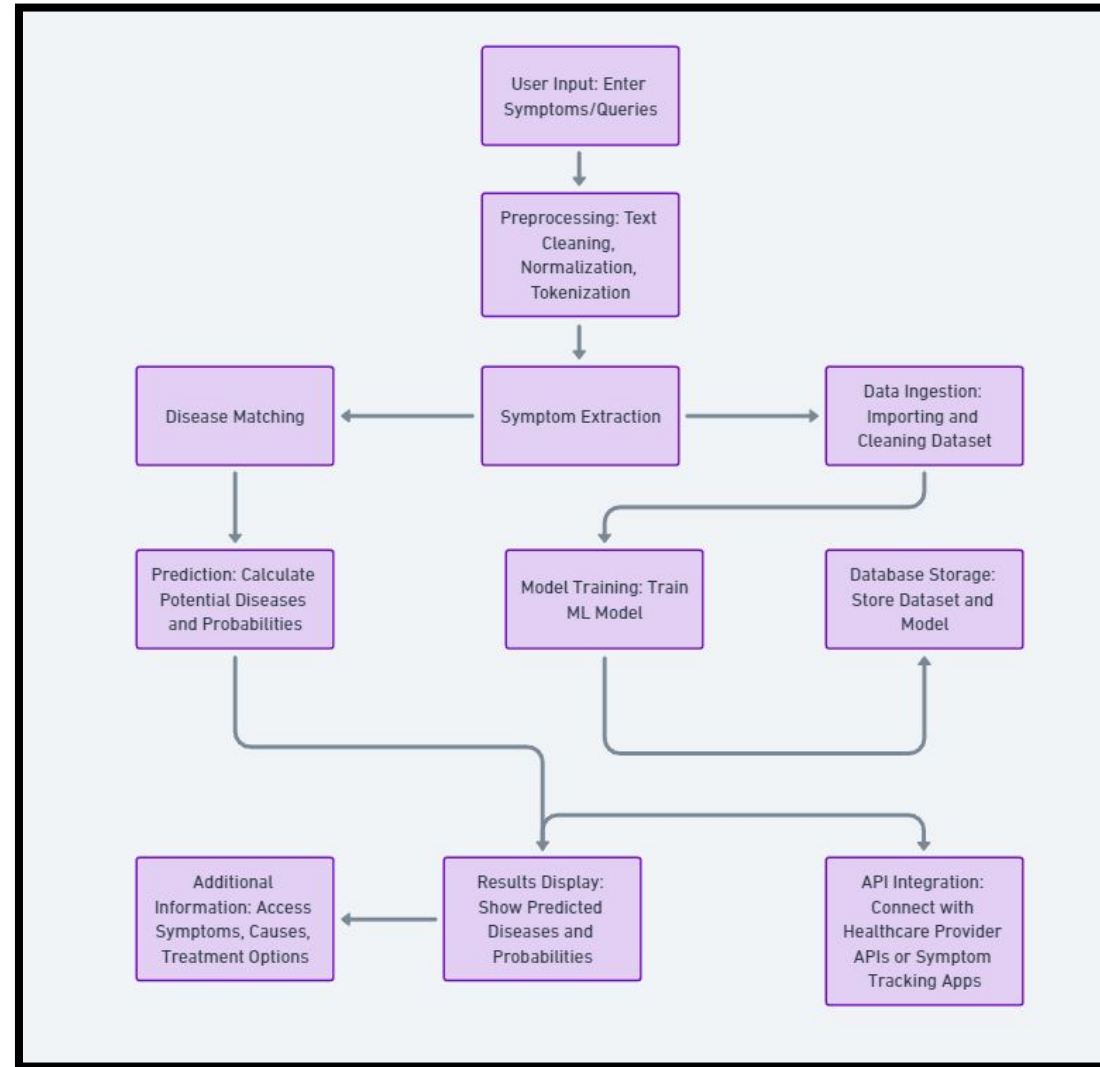 User Input: Enter
Symptoms/Queries
Preprocessing: Text
Cleaning,
Normalization,
Tokenization
Disease Matching
Symptom Extraction
Data Ingestion:
Importing and
Cleaning Dataset
Prediction: Calculate
Potential Diseases
and Probabilities
Model Training: Train
ML Model
Database Storage:
Store Dataset and
Model
Additional
Information: Access
Symptoms, Causes,
Treatment Options
Results Display:
Show Predicted
Diseases and
Probabilities
API Integration:
Connect with
Healthcare Provider
APIs or Symptom
Tracking Apps